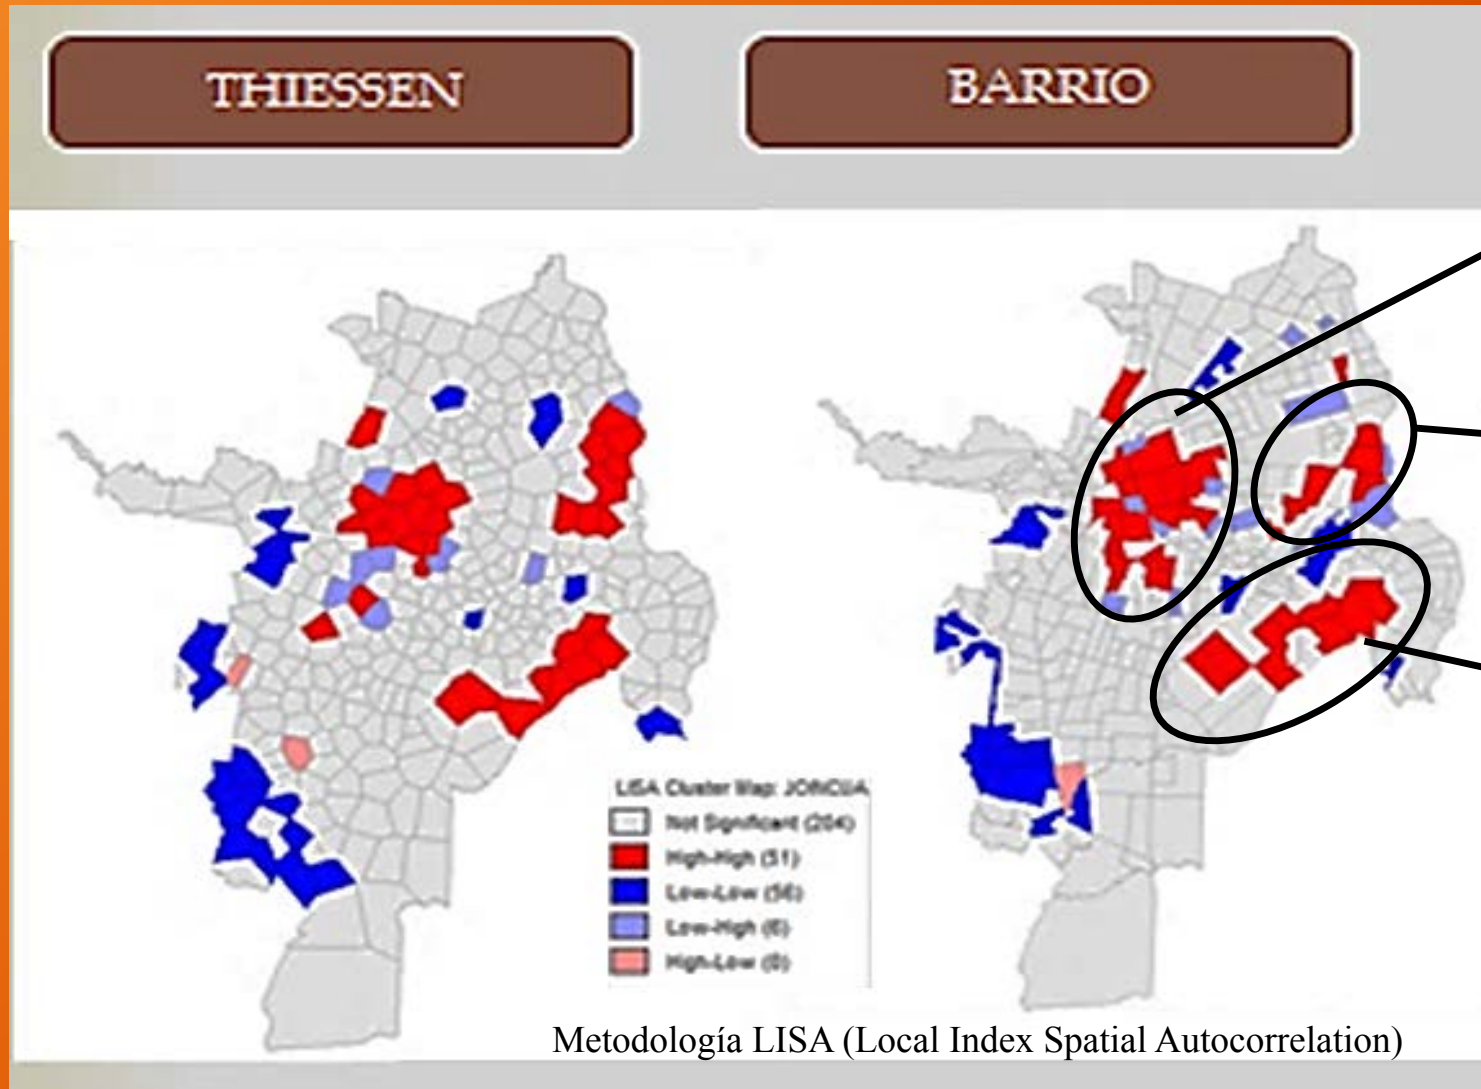 THIESSEN
BARRIO
LISA Cluster Map:
Not Significant (204)
High-High (51)
Low-Low (56)
Low-High (6)
High-Low (0)
Metodología LISA (Local Index Spatial Autocorrelation)